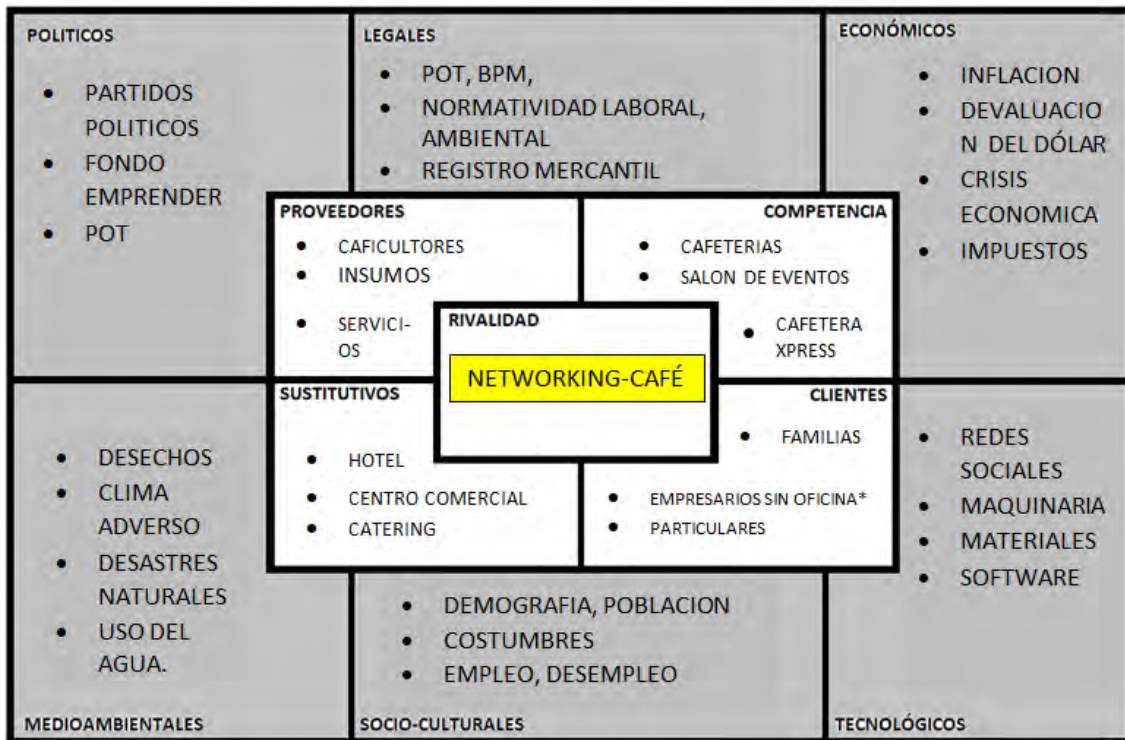 POLITICOS
• PARTIDOS
POLITICOS
• FONDO
EMPRENDER
• POT
LEGALES
• POT, BPM,
• NORMATIVIDAD LABORAL,
AMBIENTAL
• REGISTRO MERCANTIL
ECONÓMICOS
• INFLACION
• DEVALUACIO
N DEL DÓLAR
• CRISIS
ECONOMICA
• IMPUESTOS
PROVEEDORES
• CAFICULTORES
• INSUMOS
• SERVICI-
OS
COMPETENCIA
• CAFETERIAS
• SALON DE EVENTOS
• CAFETERA
XPRESS
RIVALIDAD
NETWORKING-CAFÉ
SUSTITUTIVOS
• HOTEL
• CENTRO COMERCIAL
• CATERING
CLIENTES
• FAMILIAS
• EMPRESARIOS SIN OFICINA*
• PARTICULARES
• DESECHOS
• CLIMA
ADVERSO
• DESASTRES
NATURALES
• USO DEL
AGUA.
MEDIOAMBIENTALES
• DEMOGRAFIA, POBLACION
• COSTUMBRES
• EMPLEO, DESEMPLEO
SOCIO-CULTURALES
• REDES
SOCIALES
• MAQUINARIA
• MATERIALES
• SOFTWARE
TECNOLÓGICOS